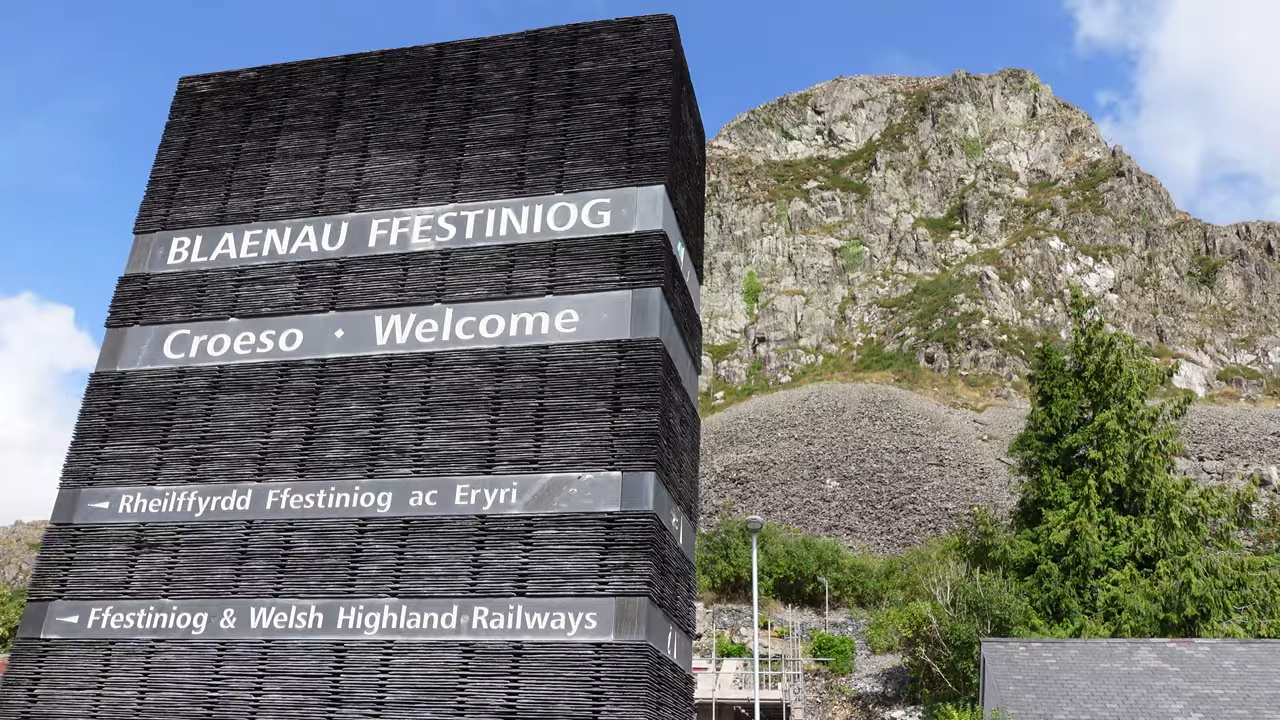 BLAENAU FFESTINIOG
Croeso · Welcome
Rheilffyrdd Ffestiniog ac Eryri
Ffestiniog & Welsh Highland Railways